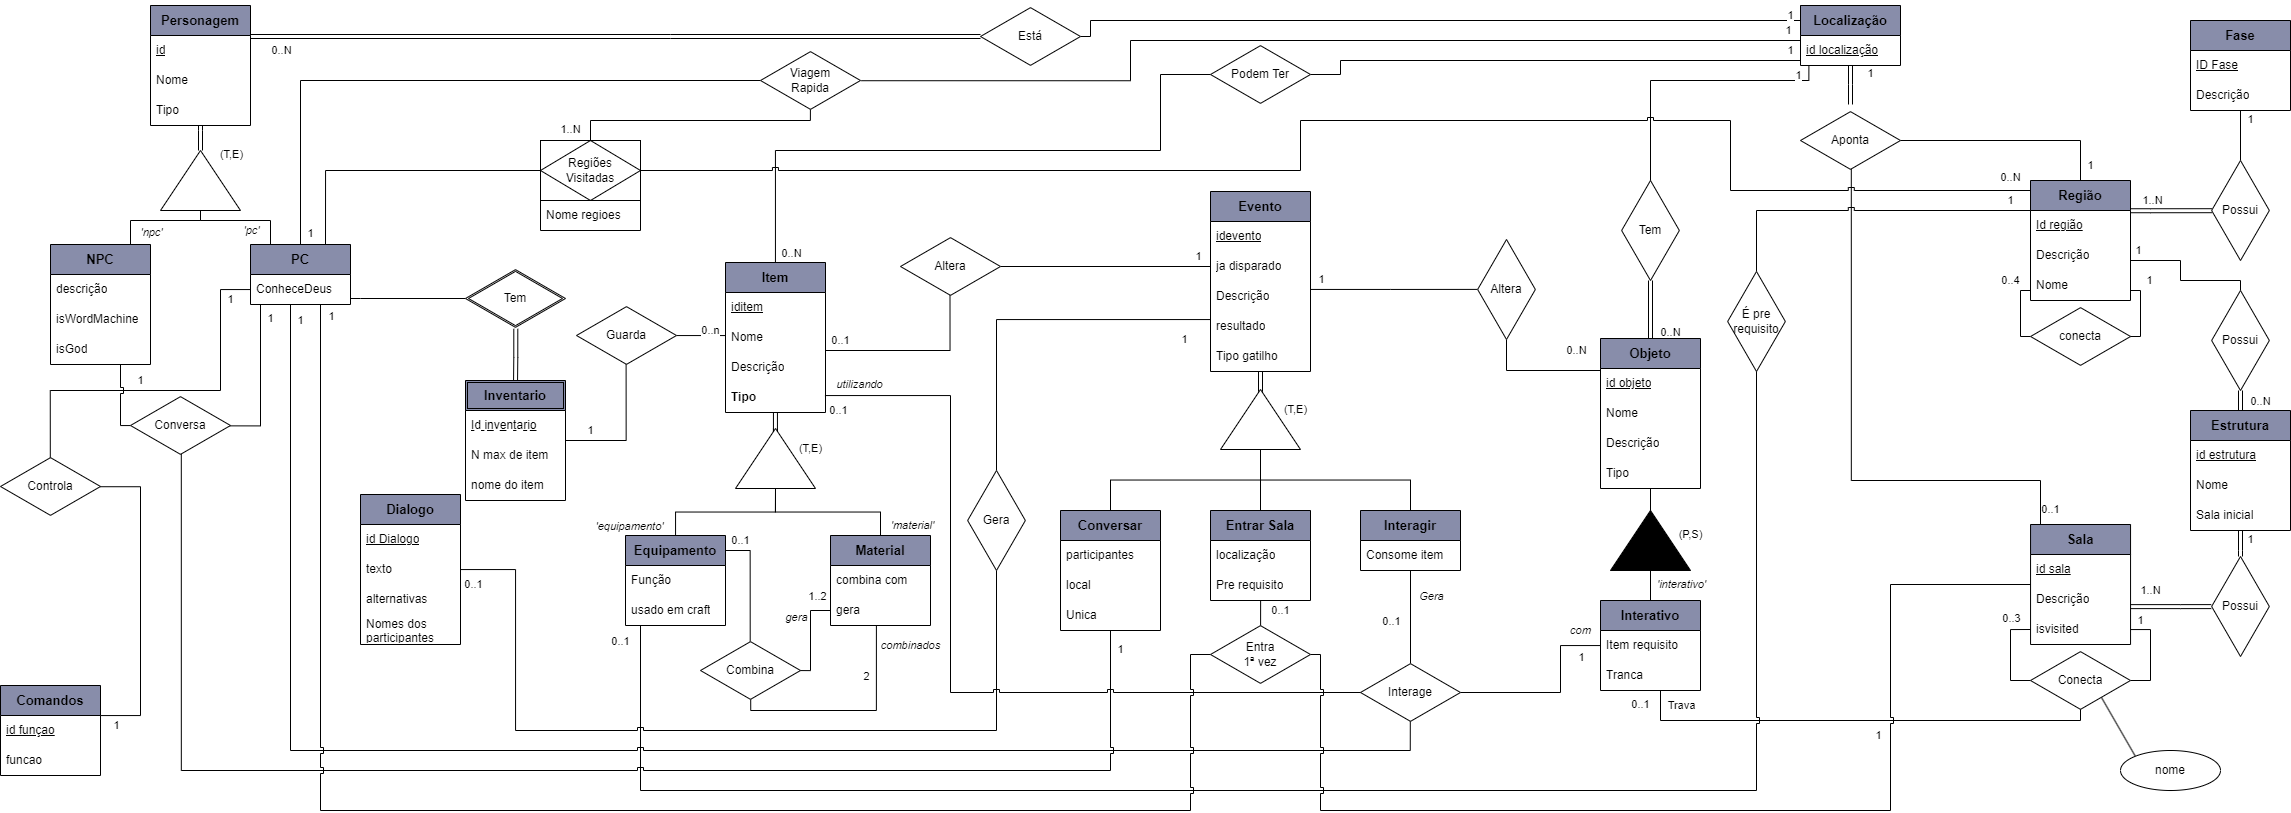 Personagem
id
Nome
Tipo
0..N
Está
1
Localização
id localização
1
1
1
1
Fase
ID Fase
Descrição
1
Viagem
Rapida
Podem Ter
(T,E)
1..N
Regiões
Visitadas
Nome regioes
Aponta
1
0..N
1
Região
Id região
Descrição
Nome
1..N
Possui
1
1
0..4
conecta
'npc'
'pc'
1
NPC
descrição
isWordMachine
isGod
PC
ConheceDeus
1
1
1
1
Tem
0..N
Item
iditem
Nome
Descrição
Tipo
Guarda
0..n
1
Inventario
Id inventario
N max de item
nome do item
Altera
1
0..1
Evento
idevento
ja disparado
Descrição
resultado
Tipo gatilho
1
1
Altera
0..N
Tem
0..N
Objeto
id objeto
Nome
Descrição
Tipo
É pre
requisito
Possui
0..N
Estrutura
id estrutura
Nome
Sala inicial
1
1
Conversa
Controla
utilizando
0..1
(T,E)
(T,E)
Dialogo
id Dialogo
texto
alternativas
Nomes dos
participantes
0..1
'equipamento'
'material'
Equipamento
Função
usado em craft
0..1
0..1
Material
combina com
gera
1..2
gera
combinados
2
Combina
Gera
Conversar
participantes
local
Unica
1
Entrar Sala
localização
Pre requisito
0..1
Entra
1ª vez
Interagir
Consome item
Gera
0..1
Interage
com
1
(P,S)
'interativo'
Interativo
Item requisito
Tranca
0..1
Trava
0..1
Sala
id sala
Descrição
isvisited
1..N
Possui
0..3
1
Conecta
1
nome
Comandos
id funçao
funcao
1